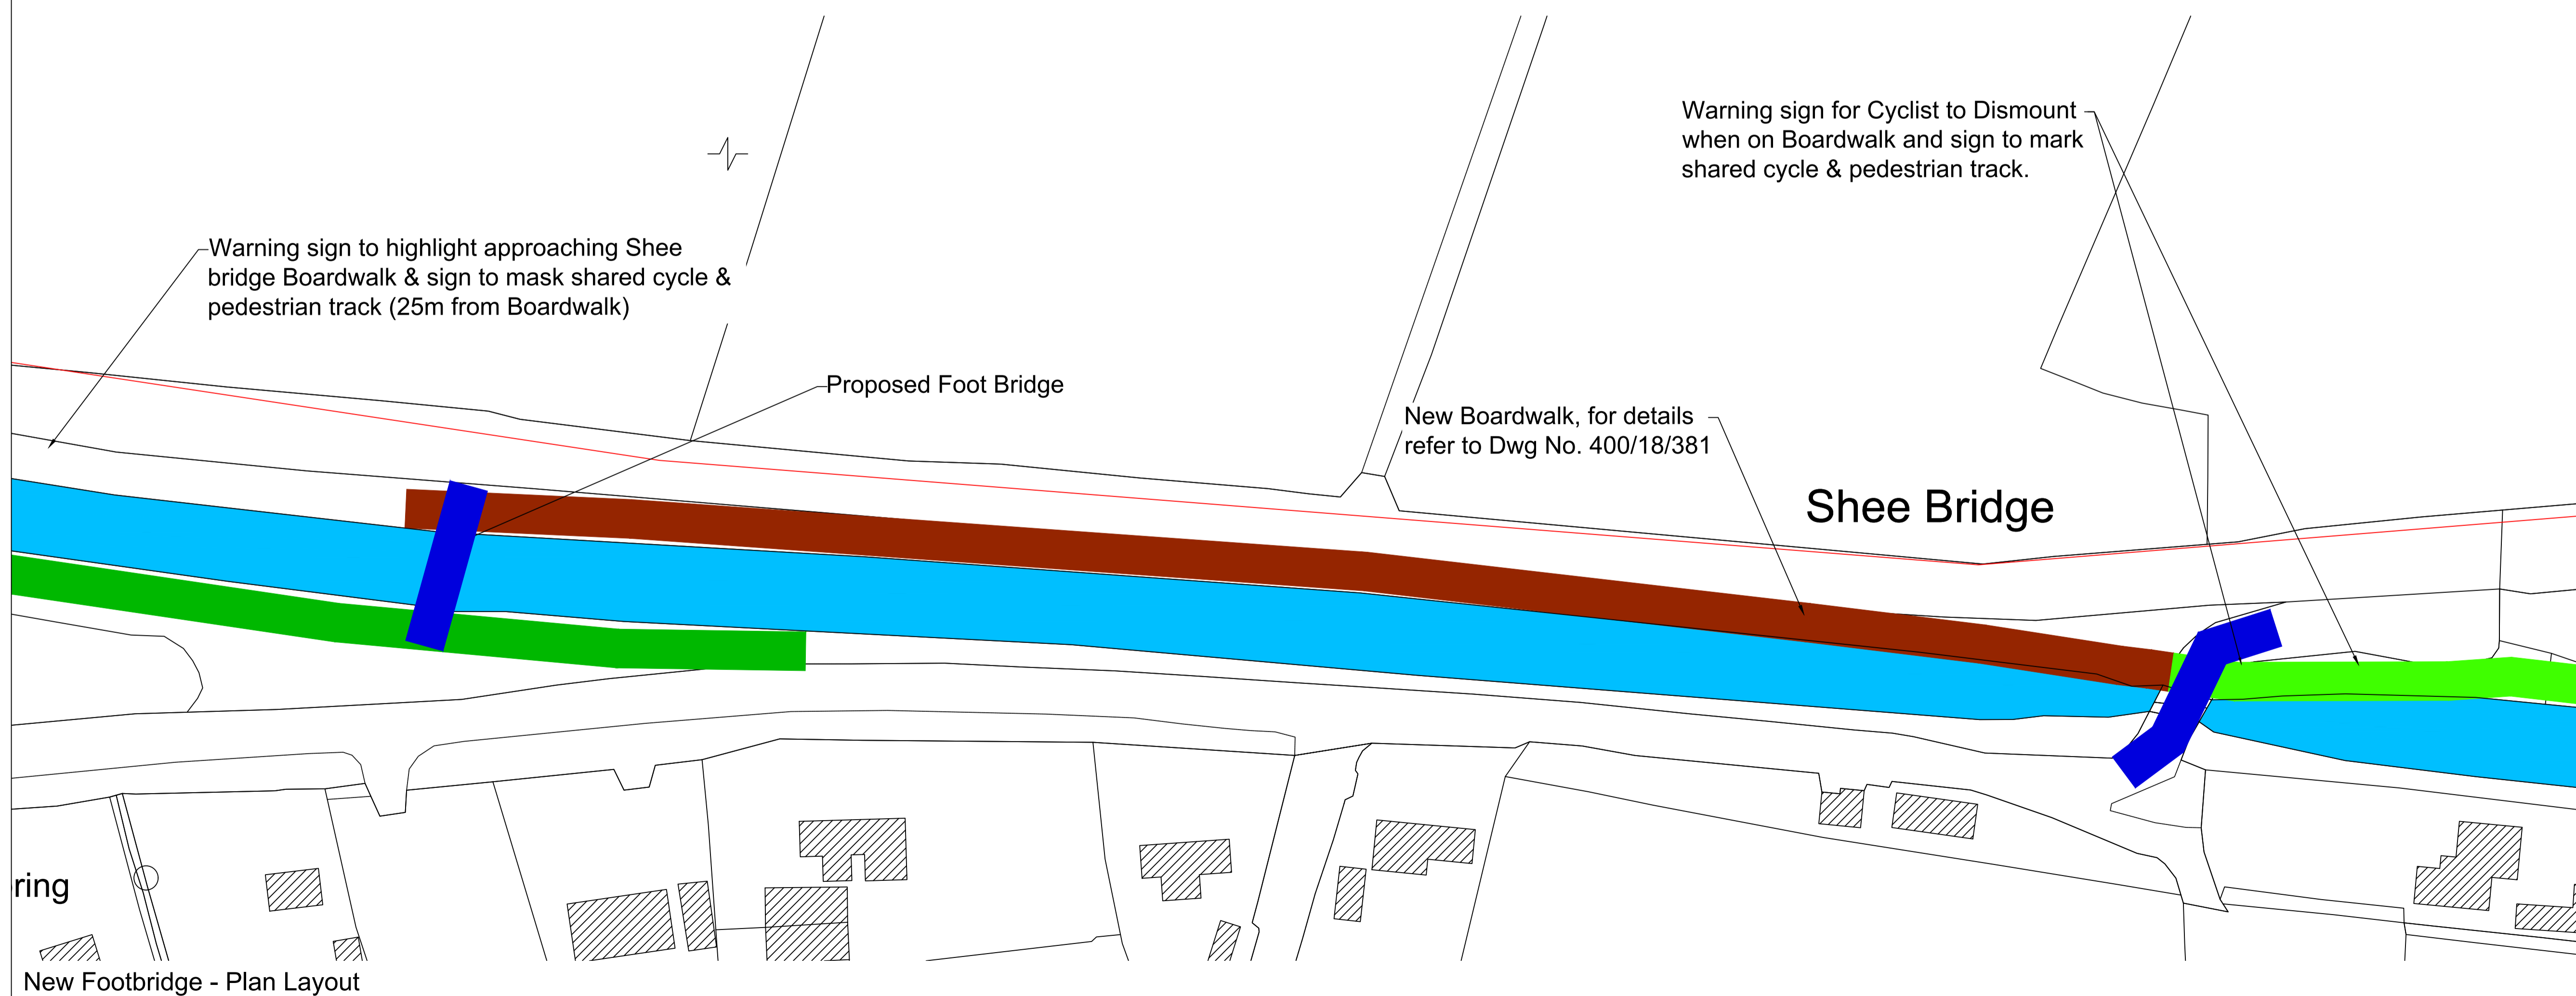 Warning sign for Cyclist to Dismount
when on Boardwalk and sign to mark
shared cycle & pedestrian track.
Warning sign to highlight approaching Shee
bridge Boardwalk & sign to mask shared cycle &
pedestrian track (25m from Boardwalk)
Proposed Foot Bridge
New Boardwalk, for details
refer to Dwg No. 400/18/381
Shee Bridge
ring
New Footbridge - Plan Layout